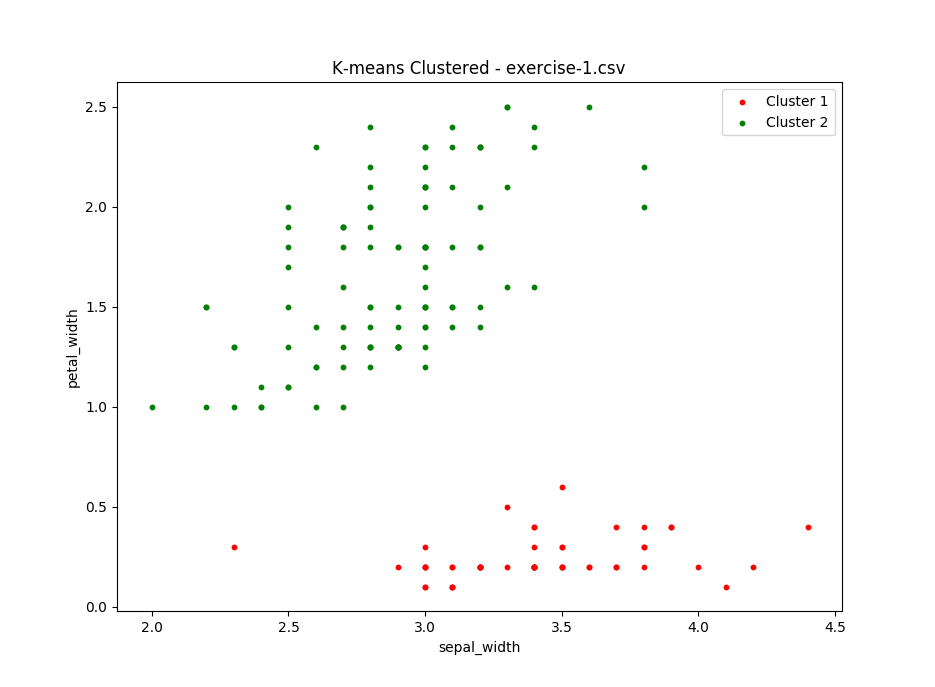 K-means Clustered - exercise-1.csv
Cluster 1
Cluster 2
petal_width
2.5
2.0
1.5
1.0
0.5
0.0
2.0 2.5 3.0 3.5 4.0 4.5
sepal_width